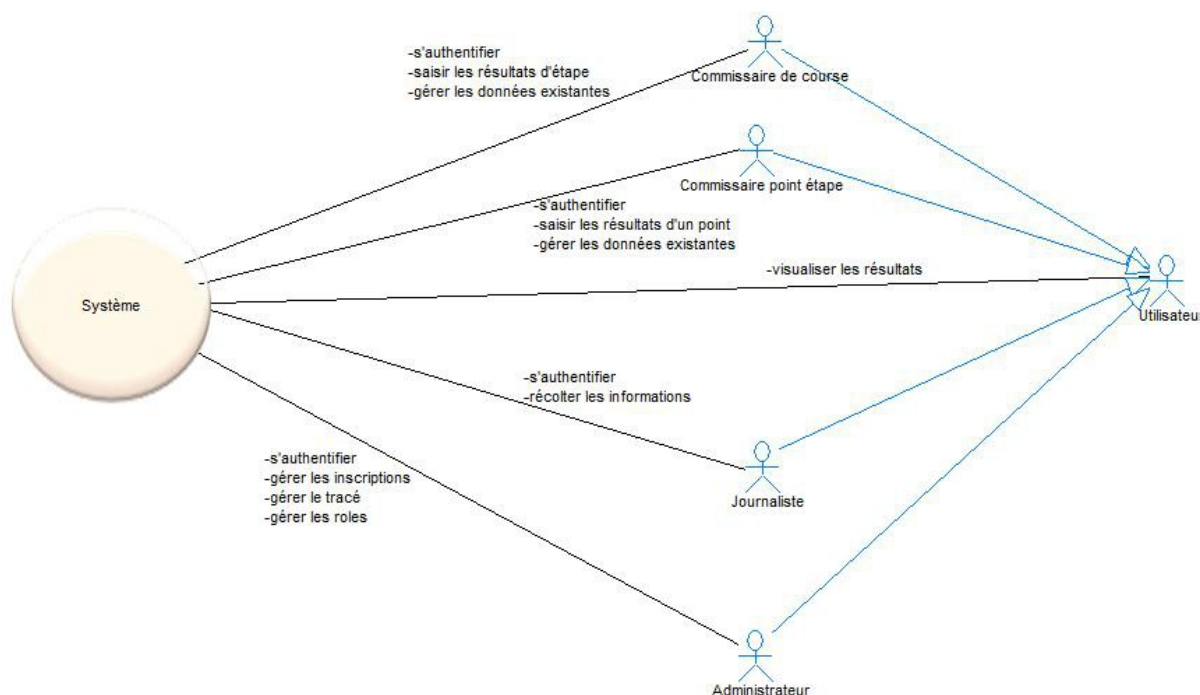 -s'authentifier
-saisir les résultats d'étape
-gérer les données existantes
Commissaire de course
Commissaire point étape
-s'authentifier
-saisir les résultats d'un point
-gérer les données existantes
-visualiser les résultats
Système
Utilisateur
-s'authentifier
-récolter les informations
-s'authentifier
-gérer les inscriptions
-gérer le tracé
-gérer les roles
Journaliste
Administrateur